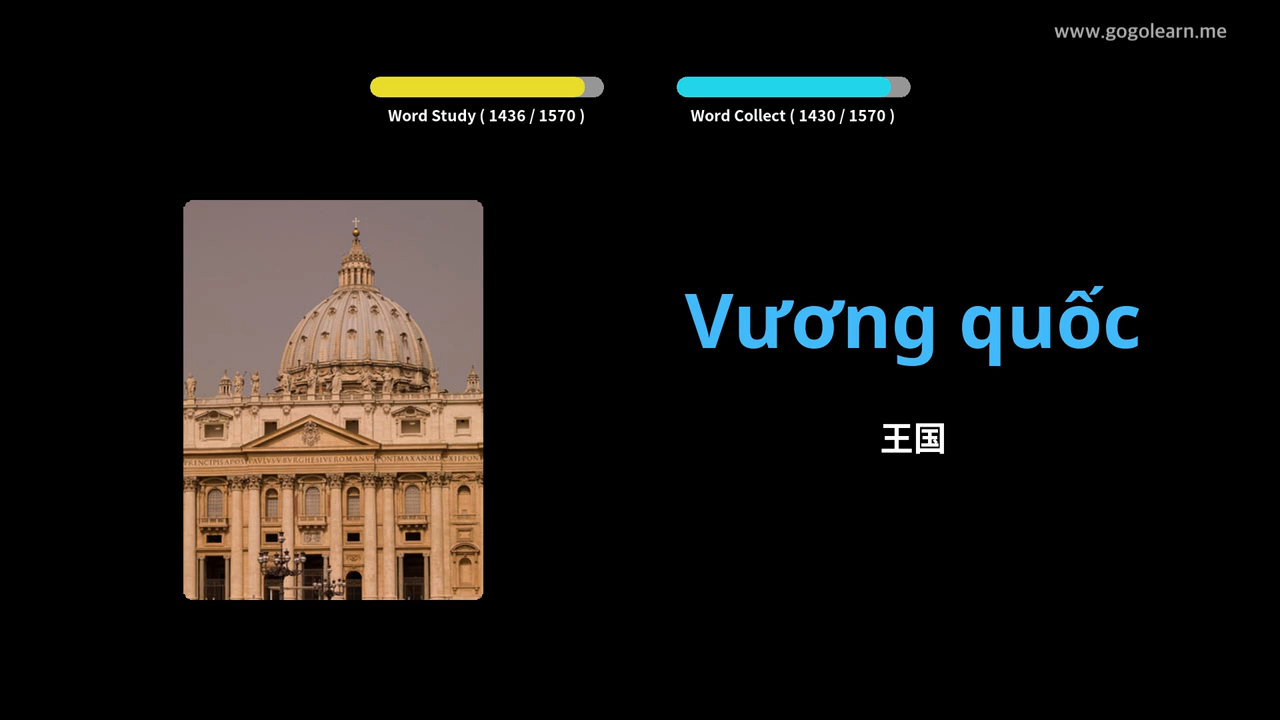 www.gogolearn.me
Word Study ( 1436 / 1570 )
Word Collect ( 1430 / 1570 )
Vương quốc
王国